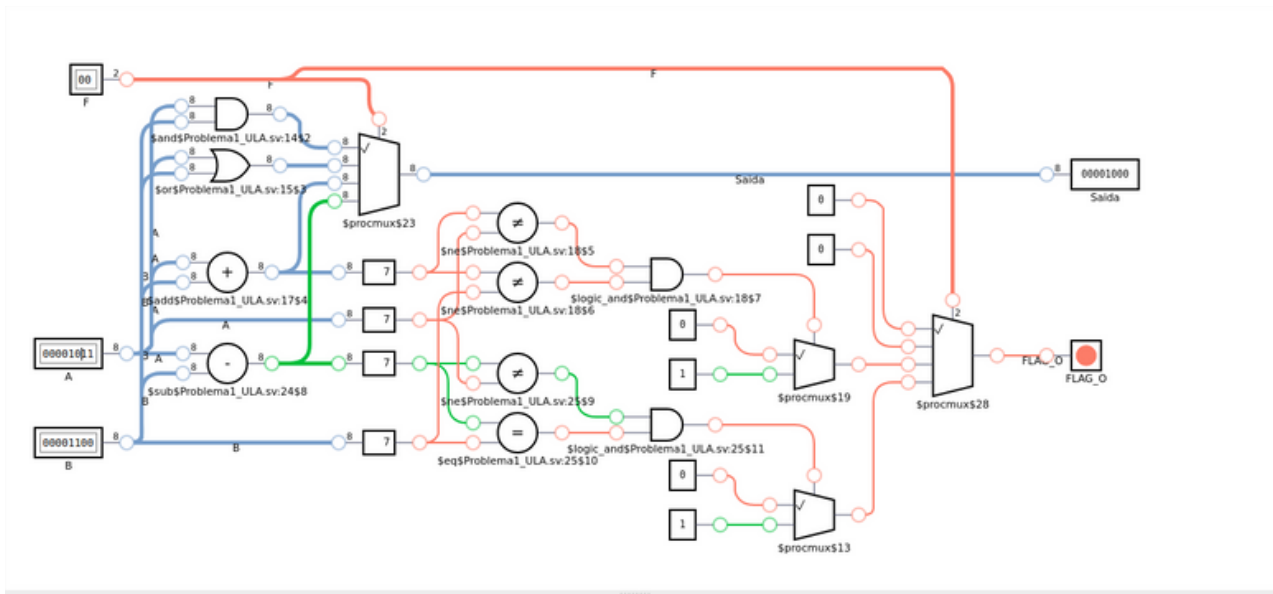 00
2
F
F
F
8
8
8
$and$Problema1_ULA.sv:14$2
2
8
8
8
8
8
8
8
$or$Problema1_ULA.sv:15$3
8
Saida
8
00001000
Saida
$procmux$23
0
A
≠
$ne$Problema1_ULA.sv:18$5
0
A
8
8
B
+
8
8
7
≠
B
$add$Problema1_ULA.sv:17$4
$ne$Problema1_ULA.sv:18$6
$logic_and$Problema1_ULA.sv:18$7
2
A
A
8
7
0
00001011
8
A
B
A
8
8
-
8
8
7
1
$procmux$19
FLAG_O
FLAG_O
$sub$Problema1_ULA.sv:24$8
≠
$ne$Problema1_ULA.sv:25$9
$procmux$28
B
00001100
8
B
B
8
7
=
$eq$Problema1_ULA.sv:25$10
$logic_and$Problema1_ULA.sv:25$11
0
1
$procmux$13